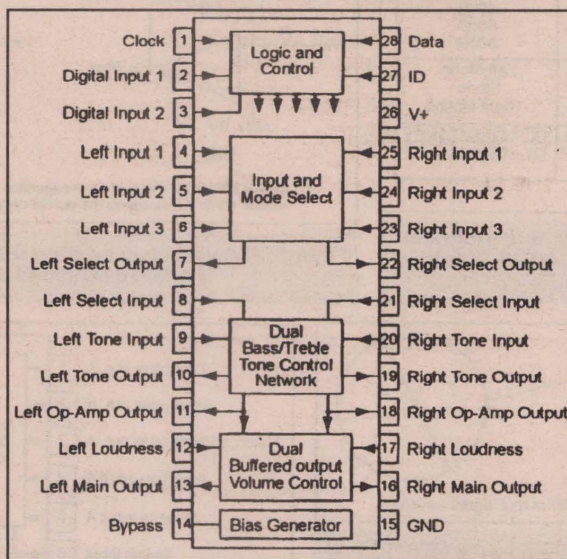 Clock 1
Digital Input 1 2
Digital Input 2 3
Left Input 1 4
Left Input 2 5
Left Input 3 6
Left Select Output 7
Left Select Input 8
Left Tone Input 9
Left Tone Output 10
Left Op-Amp Output 11
Left Loudness 12
Left Main Output 13
Bypass 14
Logic and
Control
Input and
Mode Select
Dual
Bass/Treble
Tone Control
Network
Dual
Buffered output
Volume Control
Bias Generator
28 Data
27 ID
26 V+
25 Right Input 1
24 Right Input 2
23 Right Input 3
22 Right Select Output
21 Right Select Input
20 Right Tone Input
19 Right Tone Output
18 Right Op-Amp Output
17 Right Loudness
16 Right Main Output
15 GND